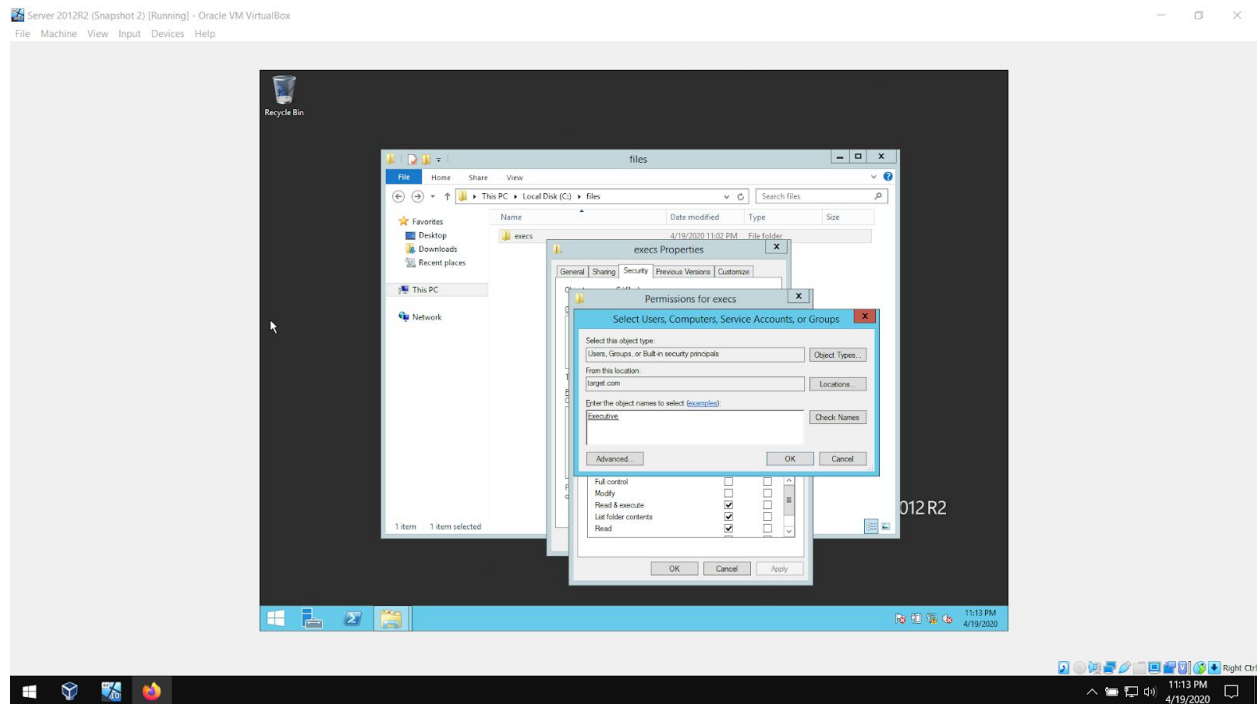 Server 2012R2 (Snapshot 2) [Running] - Oracle VM VirtualBox
File Machine View Input Devices Help
Recycle Bin
files
File Home Share View
This PC Local Disk (C:) files
Search files
Favorites
Desktop
Downloads
Recent places
This PC
Network
Name Date modified Type Size
execs 4/19/2020 11:02 PM File folder
execs Properties
General Sharing Security Previous Versions Customize
Permissions for execs
Select Users, Computers, Service Accounts, or Groups
Select this object type:
Users, Groups, or Built-in security principals
Object Types...
From this location:
target.com
Locations...
Enter the object names to select (examples):
Executive
Check Names
Advanced...
OK
Cancel
Full control
Modify
Read & execute
List folder contents
Read
OK Cancel Apply
1 item 1 item selected
012 R2
11:13 PM
4/19/2020
Right Ctrl
11:13 PM
4/19/2020